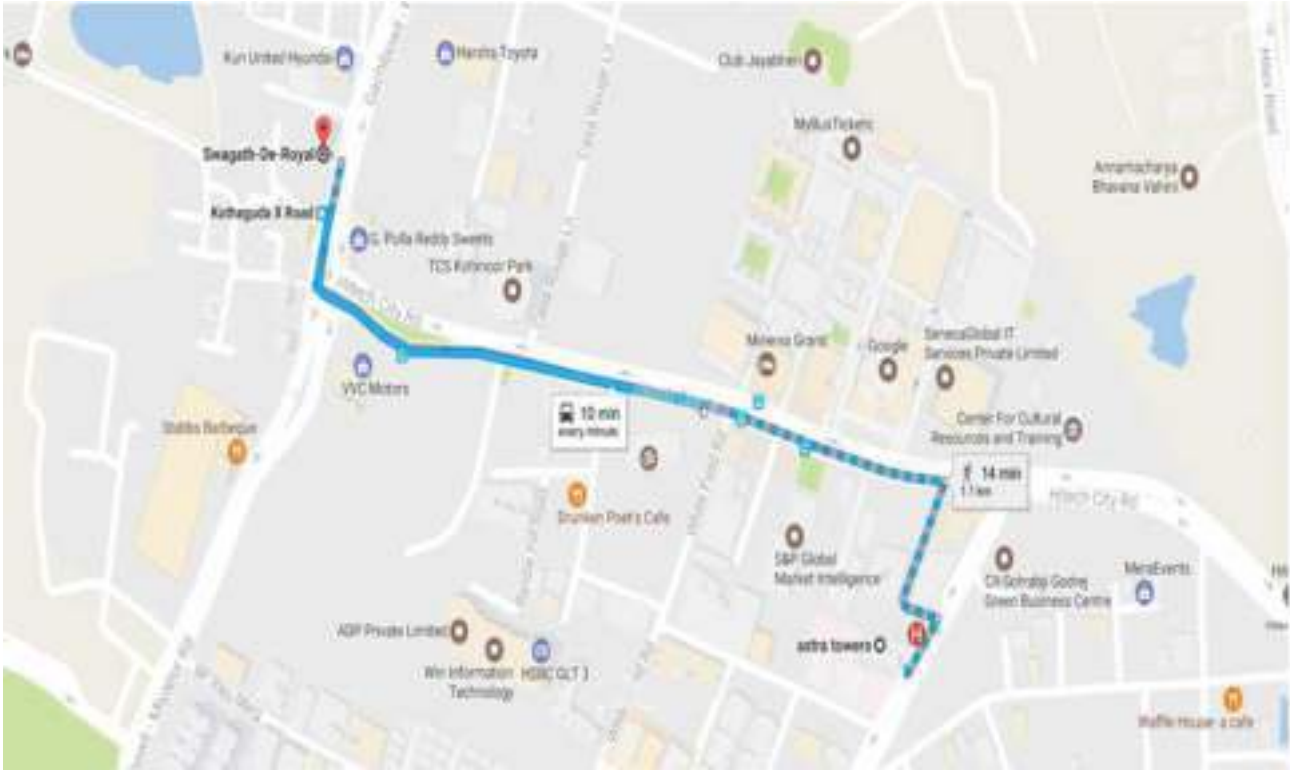 Kun United Hyundai
Harsha Toyota
Club Jayabheri
Swagath-De-Royal
MyBusTickets
Annamacharya
Bhavana Vahini
Kothaguda X Road
G. Pulla Reddy Sweets
TCS Kohinoor Park
Hitech City Rd
Minerva Grand
Google
SenecaGlobal IT
Services Private Limited
VVC Motors
10 min
every minute
Center For Cultural
Resources and Training
14 min
1.1 km
Hitech City Rd
Barbeque
Drunken Poet's Cafe
S&P Global
Market Intelligence
CII-Sohrabji Godrej
Green Business Centre
MeraEvents
ADP Private Limited
Win Information
Technology
HSBC GLT 3
astra towers
H
Waffle House- a cafe